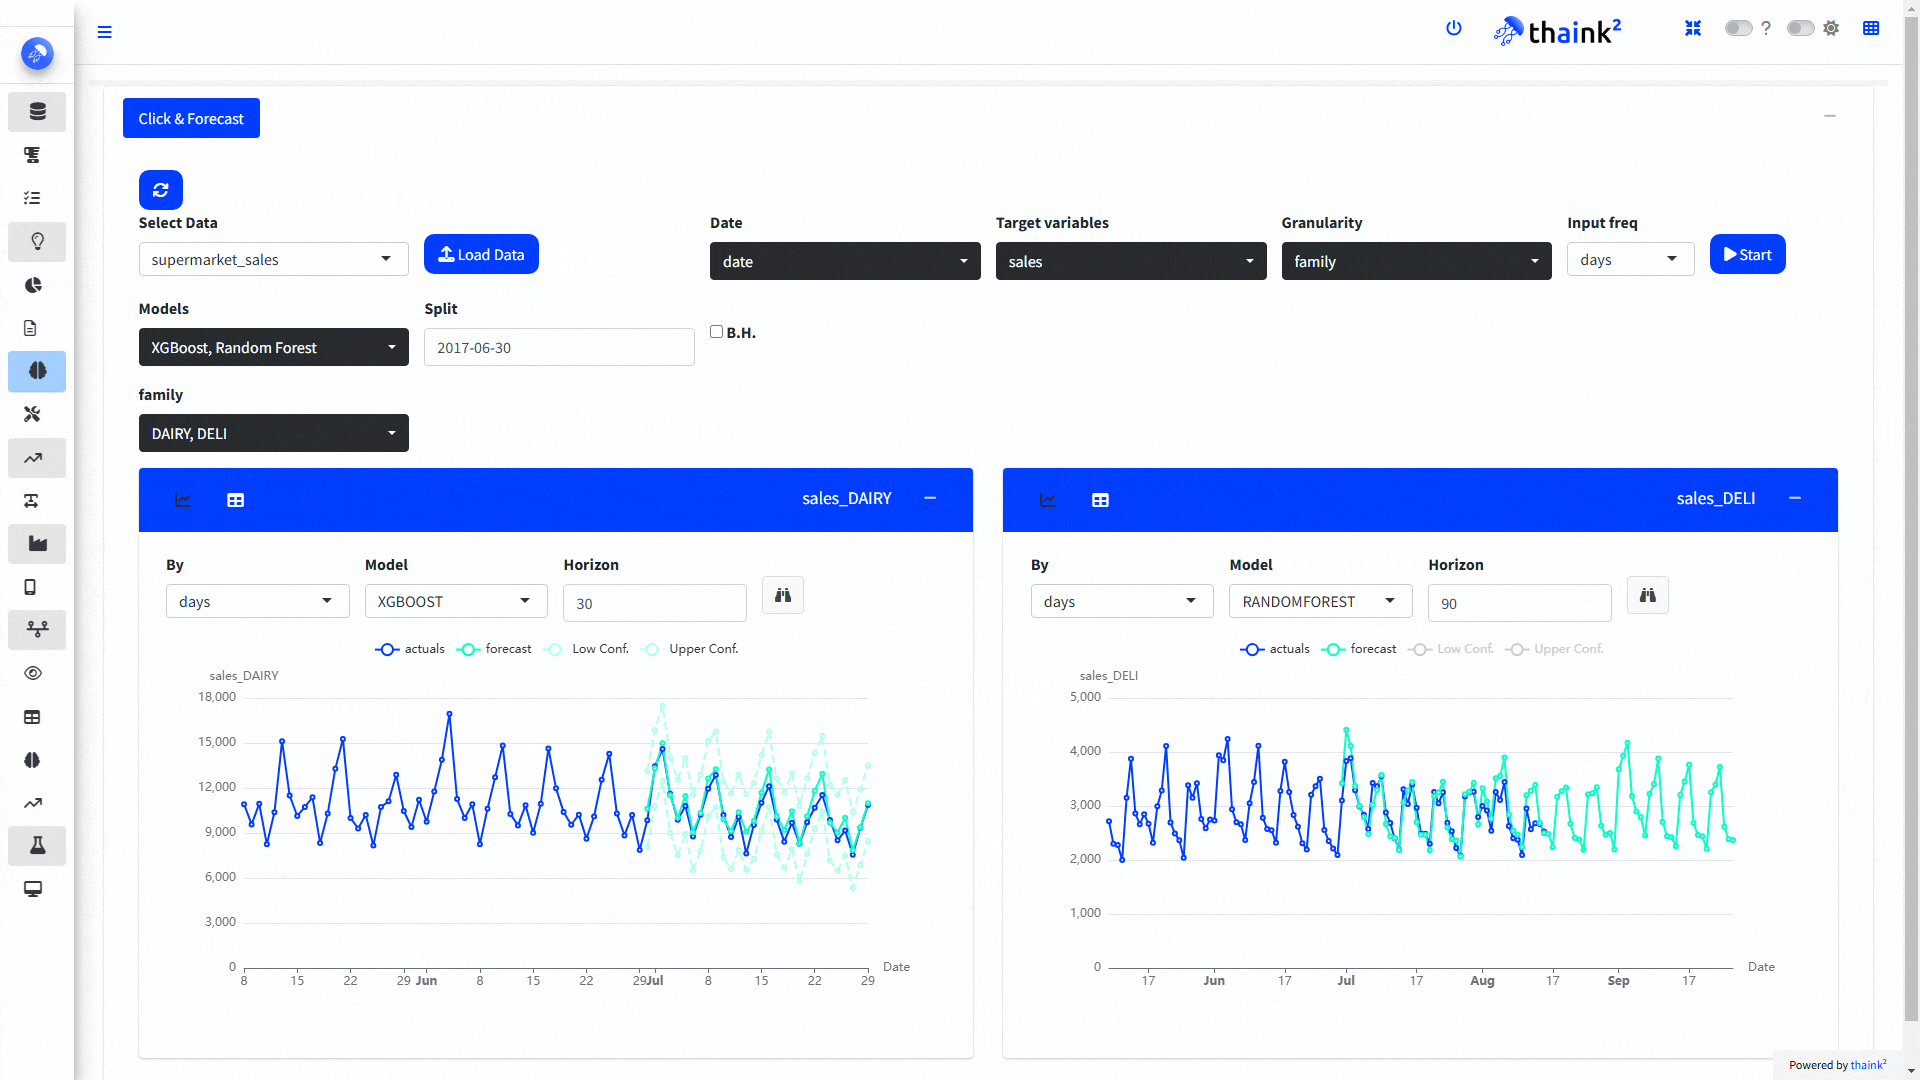 thaink²
?
Click & Forecast
Select Data
Date
Target variables
Granularity
Input freq
supermarket_sales
Load Data
date
sales
family
days
Start
Models
Split
XGBoost, Random Forest
2017-06-30
B.H.
family
DAIRY, DELI
sales_DAIRY
By
Model
Horizon
days
XGBOOST
30
actuals
forecast
Low Conf.
Upper Conf.
sales_DAIRY
18,000
15,000
12,000
9,000
6,000
3,000
0
8 15 22 29 Jun 8 15 22 29 Jul 8 15 22 29
Date
sales_DELI
By
Model
Horizon
days
RANDOMFOREST
90
actuals
forecast
Low Conf.
Upper Conf.
sales_DELI
5,000
4,000
3,000
2,000
1,000
0
17 Jun 17 Jul 17 Aug 17 Sep 17
Date
Powered by thaink²